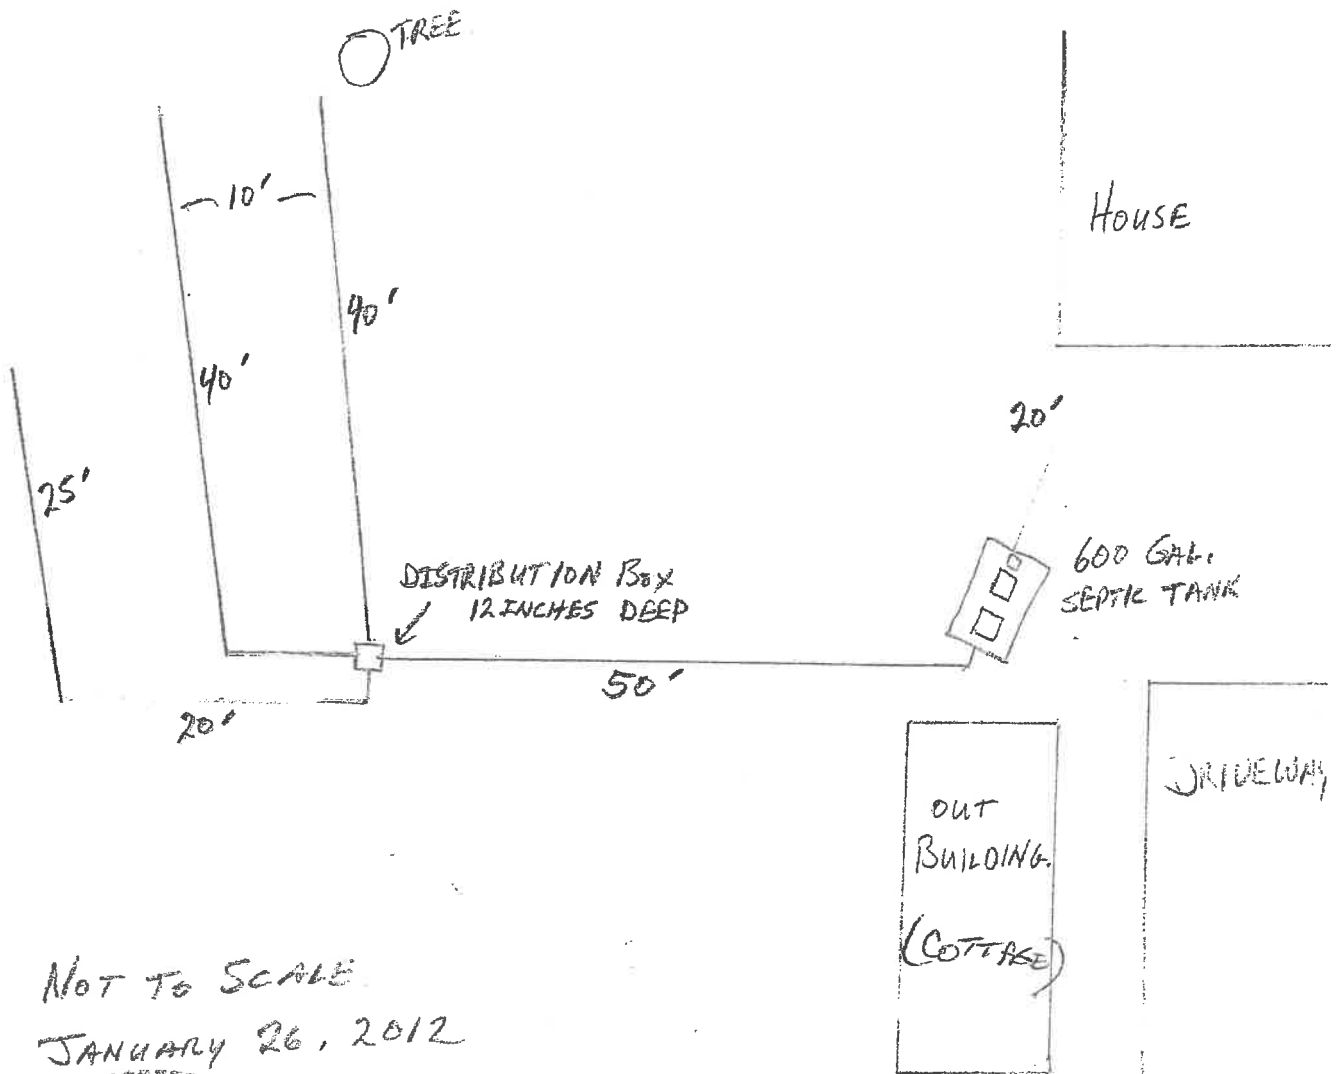 TREE
10'
HOUSE
40'
40'
20'
25'
DISTRIBUTION BOX
12 INCHES DEEP
600 GAL.
SEPTIC TANK
50'
20'
DRIVEWAY
OUT
BUILDING.
(COTTAGE)
NOT TO SCALE
JANUARY 26, 2012